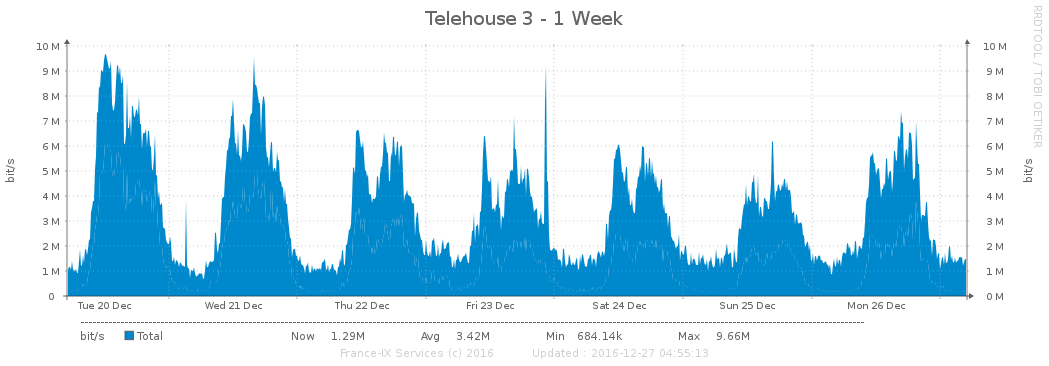 Telehouse 3 - 1 Week
RRDTOOL / TOBI OETIKER
bit/s
10 M
9 M
8 M
7 M
6 M
5 M
4 M
3 M
2 M
1 M
0
10 M
9 M
8 M
7 M
6 M
5 M
4 M
3 M
2 M
1 M
0 M
bit/s
Tue 20 Dec Wed 21 Dec Thu 22 Dec Fri 23 Dec Sat 24 Dec Sun 25 Dec Mon 26 Dec
bit/s Total Now 1.29M Avg 3.42M Min 684.14k Max 9.66M
France-IX Services (c) 2016 Updated : 2016-12-27 04:55:13